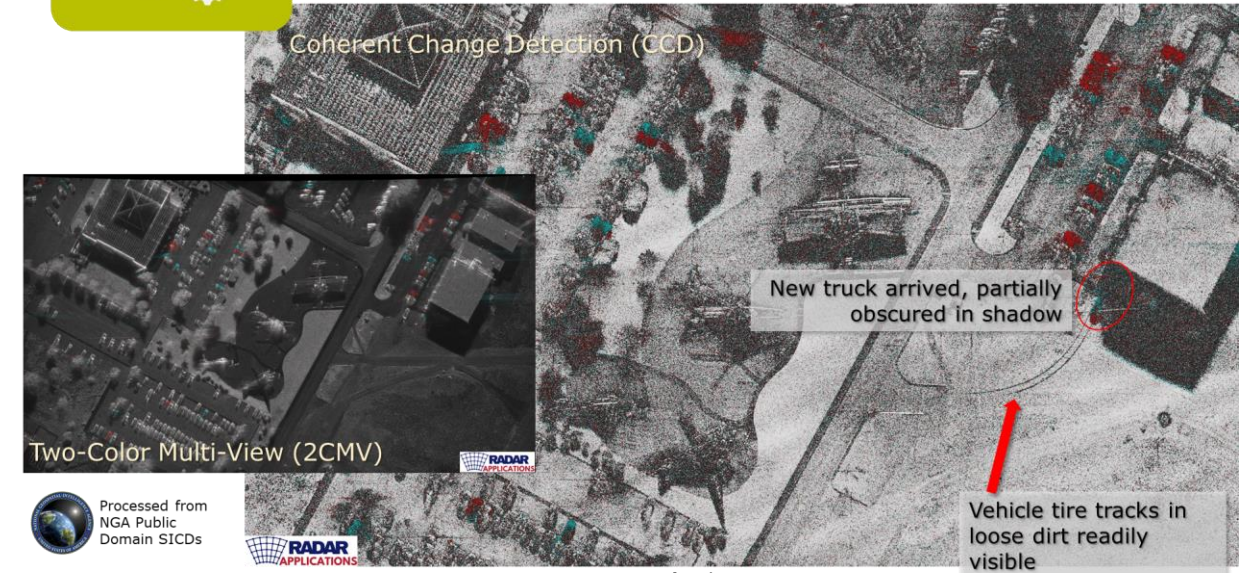 Coherent Change Detection (CCD)
New truck arrived, partially
obscured in shadow
Two-Color Multi-View (2CMV)
RADAR
APPLICATIONS
Processed from
NGA Public
Domain SICDs
RADAR
APPLICATIONS
Vehicle tire tracks in
loose dirt readily
visible